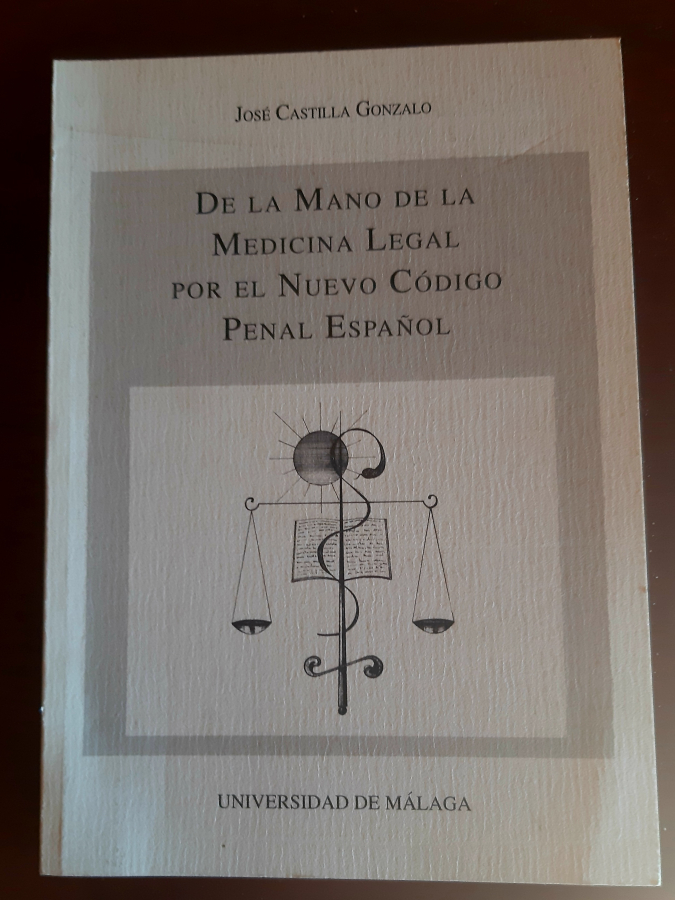 José Castilla Gonzalo
De la Mano de la
Medicina Legal
por el Nuevo Código
Penal Español
UNIVERSIDAD DE MÁLAGA